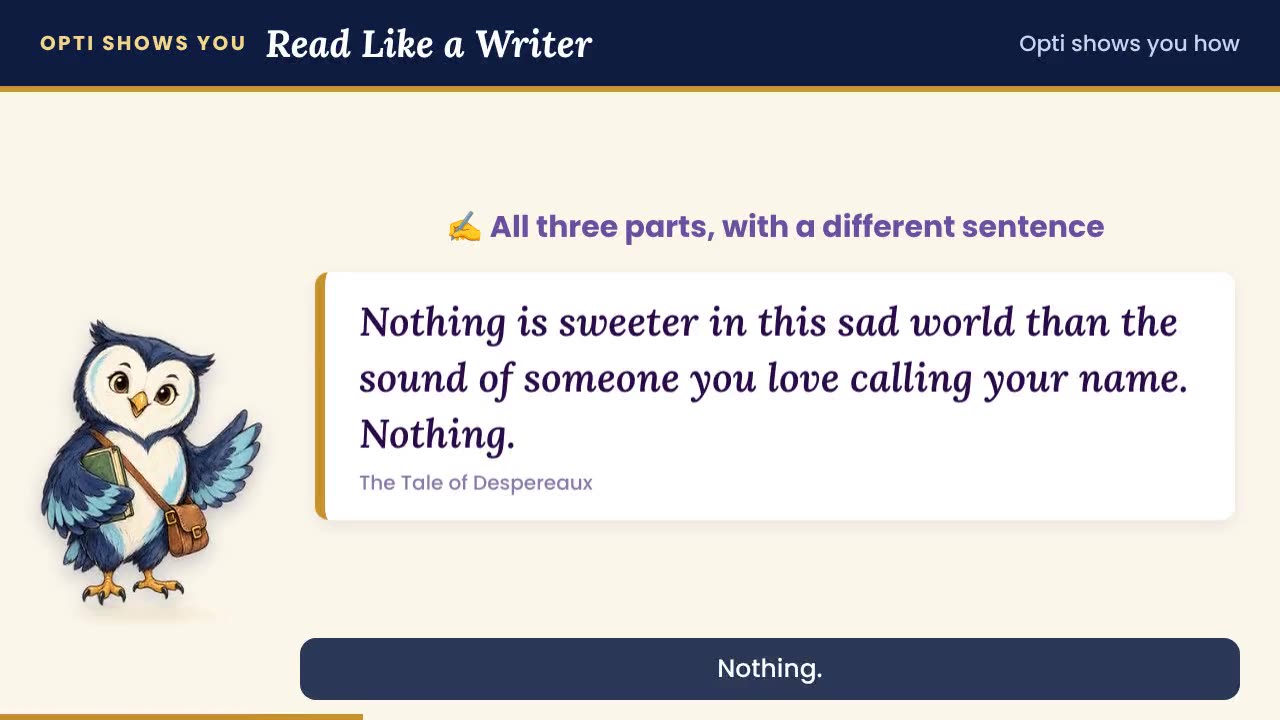 OPTI SHOWS YOU Read Like a Writer
Opti shows you how
✍️ All three parts, with a different sentence
Nothing is sweeter in this sad world than the
sound of someone you love calling your name.
Nothing.
The Tale of Despereaux
Nothing.